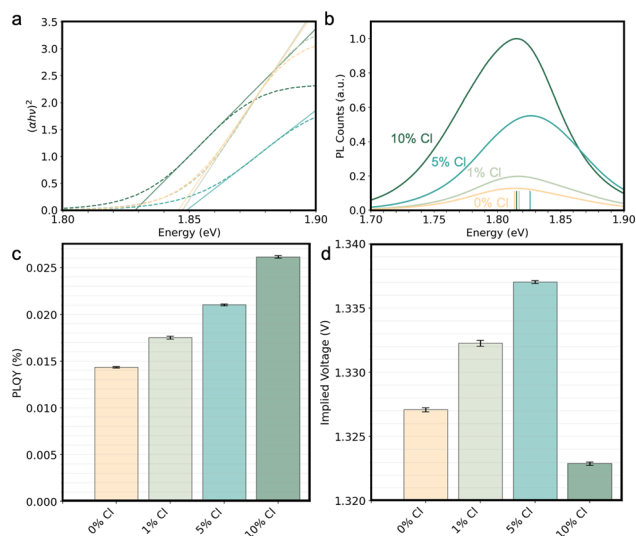 a
3.5
3.0
2.5
2.0
1.5
1.0
0.5
0.0
(αhν)²
1.80
1.85
1.90
Energy (eV)
b
1.0
0.8
0.6
0.4
0.2
0.0
PL Counts (a.u.)
10% Cl
5% Cl
1% Cl
0% Cl
1.70
1.75
1.80
1.85
1.90
Energy (eV)
c
0.025
0.020
0.015
0.010
0.005
0.000
PLQY (%)
0% Cl
1% Cl
5% Cl
10% Cl
d
1.340
1.335
1.330
1.325
1.320
Implied Voltage (V)
0% Cl
1% Cl
5% Cl
10% Cl